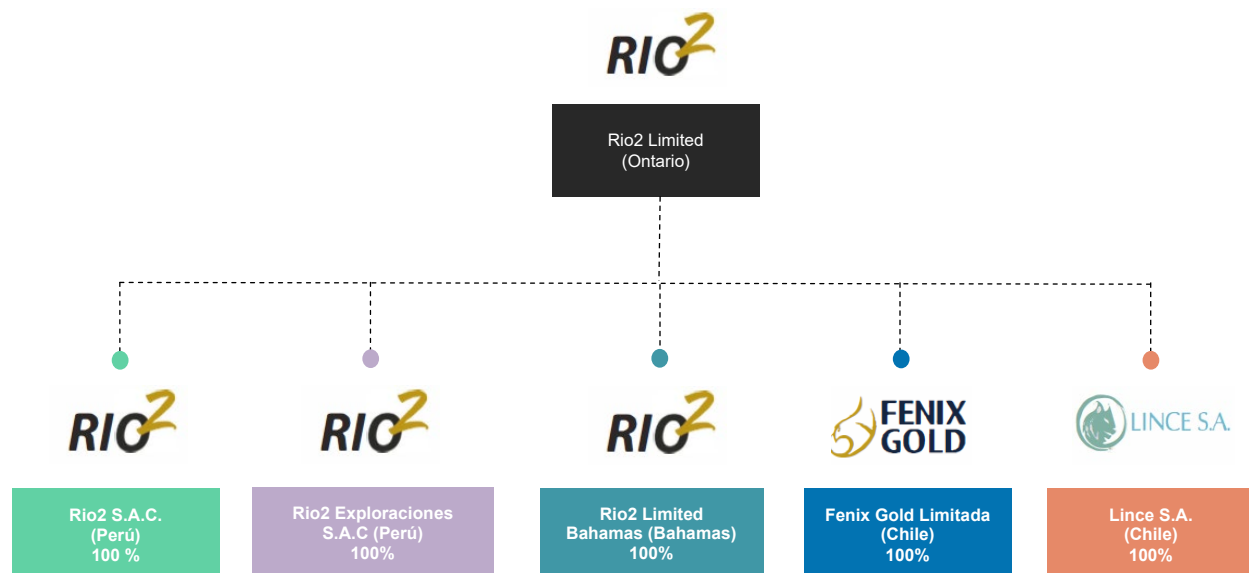 RIO2
Rio2 Limited
(Ontario)
RIO2
RIO2
RIO2
FENIX
GOLD
LINCE S.A.
Rio2 S.A.C.
(Perú)
100 %
Rio2 Exploraciones
S.A.C (Perú)
100%
Rio2 Limited
Bahamas (Bahamas)
100%
Fenix Gold Limitada
(Chile)
100%
Lince S.A.
(Chile)
100%